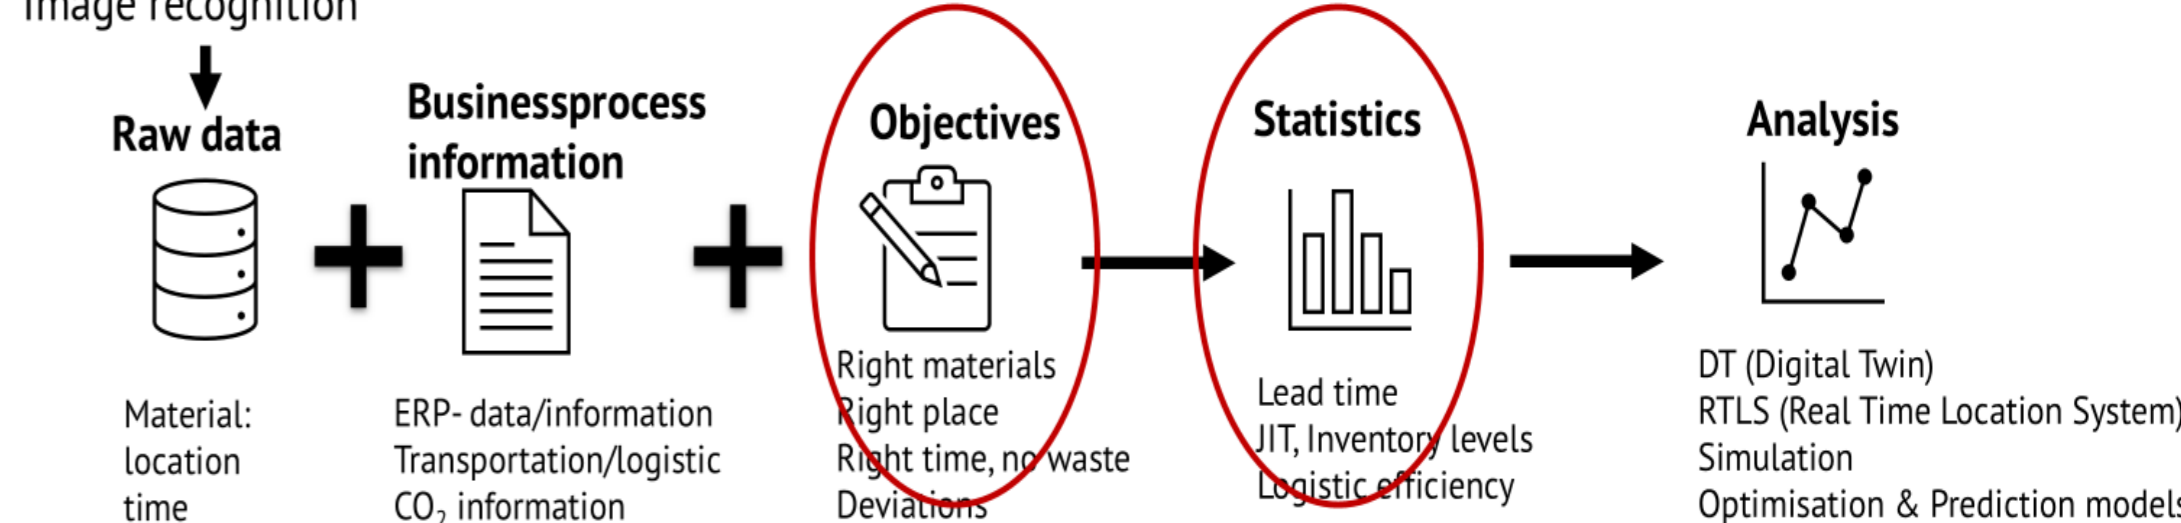 Image recognition
Raw data
Material:
location
time
Businessprocess
information
ERP- data/information
Transportation/logistic
CO₂ information
Objectives
Right materials
Right place
Right time, no waste
Deviations
Statistics
Lead time
JIT, Inventory levels
Logistic efficiency
Analysis
DT (Digital Twin)
RTLS (Real Time Location System)
Simulation
Optimisation & Prediction models